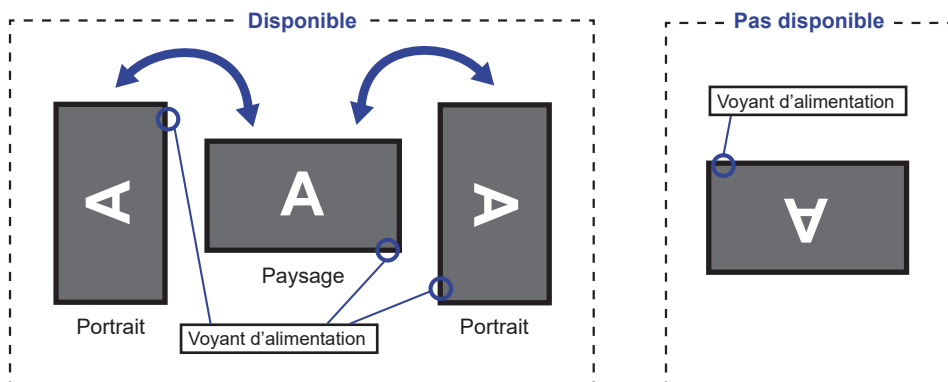 Disponible
Pas disponible
Voyant d’alimentation
A
A
A
A
Paysage
Portrait
Voyant d’alimentation
Portrait